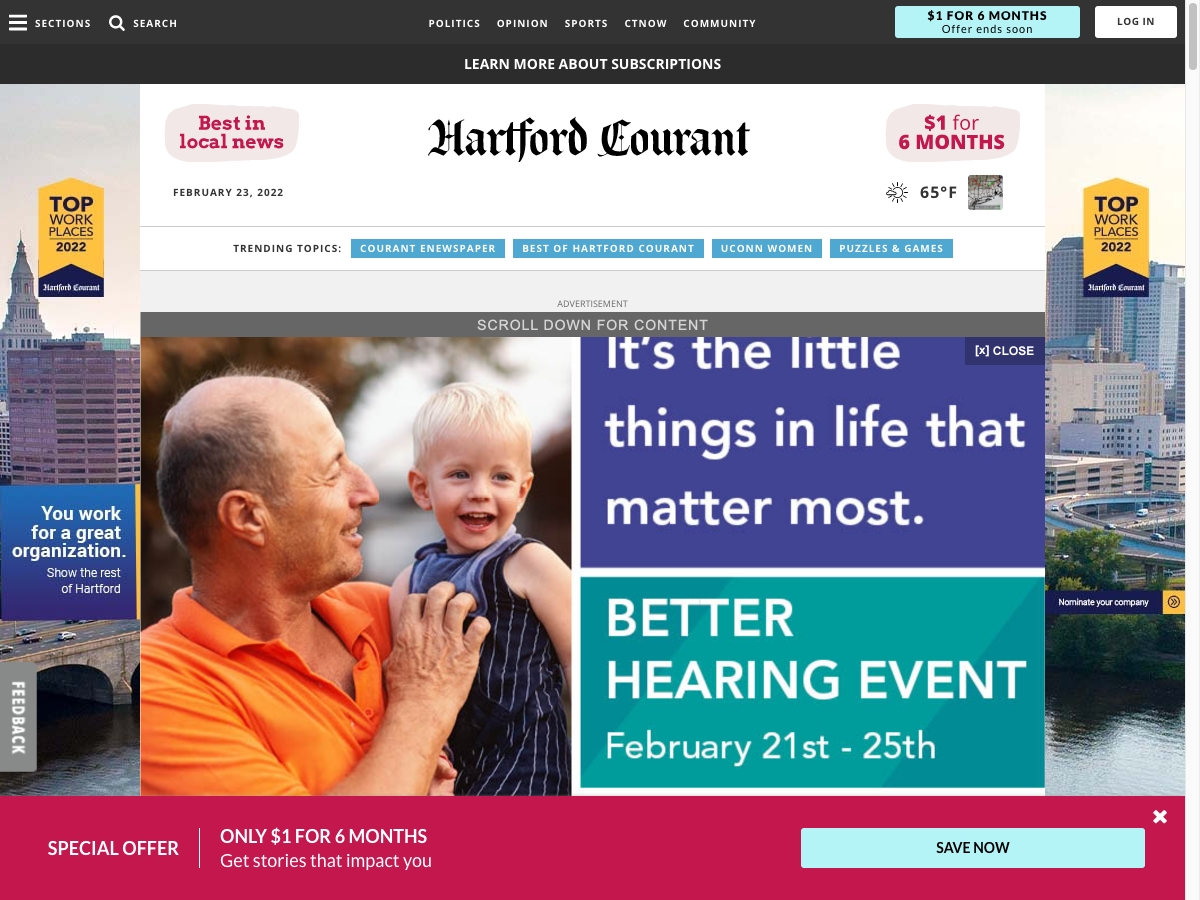 SECTIONS
SEARCH
POLITICS
OPINION
SPORTS
CTNOW
COMMUNITY
$1 FOR 6 MONTHS
Offer ends soon
LOG IN
LEARN MORE ABOUT SUBSCRIPTIONS
Best in
local news
Hartford Courant
$1 for
6 MONTHS
FEBRUARY 23, 2022
65°F
TRENDING TOPICS:
COURANT ENEWSPAPER
BEST OF HARTFORD COURANT
UCONN WOMEN
PUZZLES & GAMES
TOP
WORK
PLACES
2022
Hartford Courant
TOP
WORK
PLACES
2022
Hartford Courant
ADVERTISEMENT
SCROLL DOWN FOR CONTENT
[x] CLOSE
It's the little
things in life that
matter most.
BETTER
HEARING EVENT
February 21st - 25th
You work
for a great
organization.
Show the rest
of Hartford
Nominate your company
FEEDBACK
SPECIAL OFFER
ONLY $1 FOR 6 MONTHS
Get stories that impact you
SAVE NOW